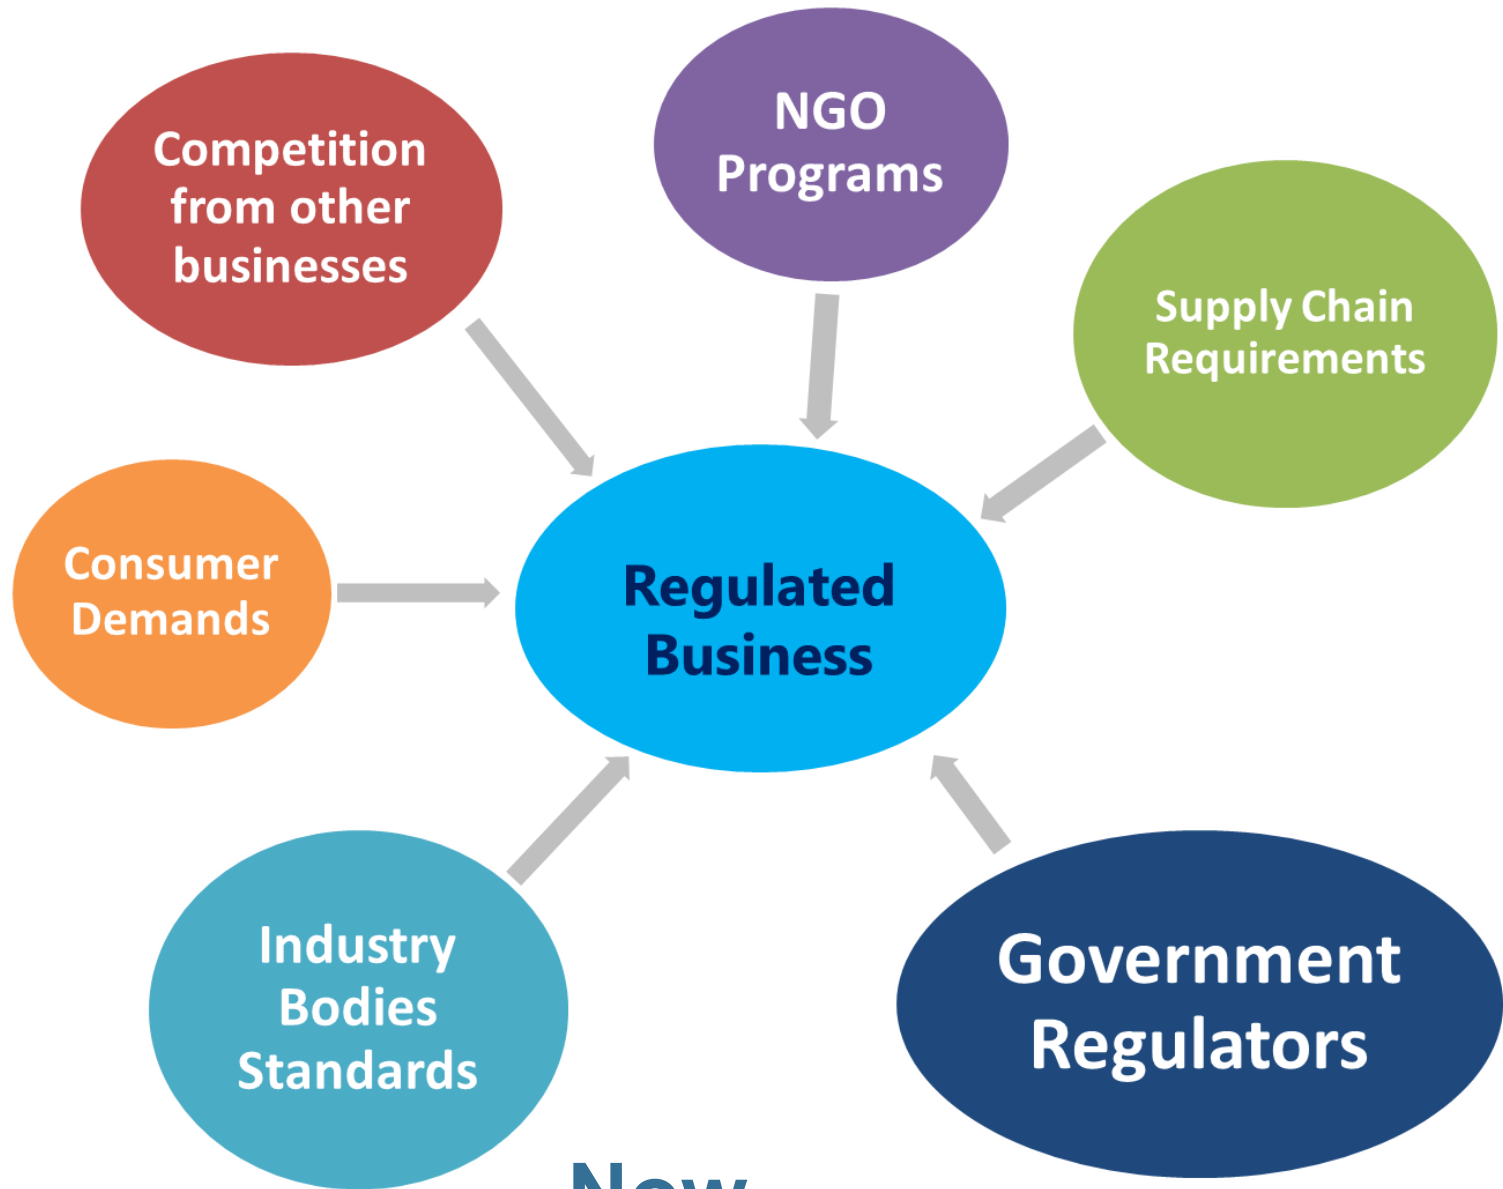 NGO
Programs
Competition
from other
businesses
Supply Chain
Requirements
Consumer
Demands
Regulated
Business
Industry
Bodies
Standards
Government
Regulators